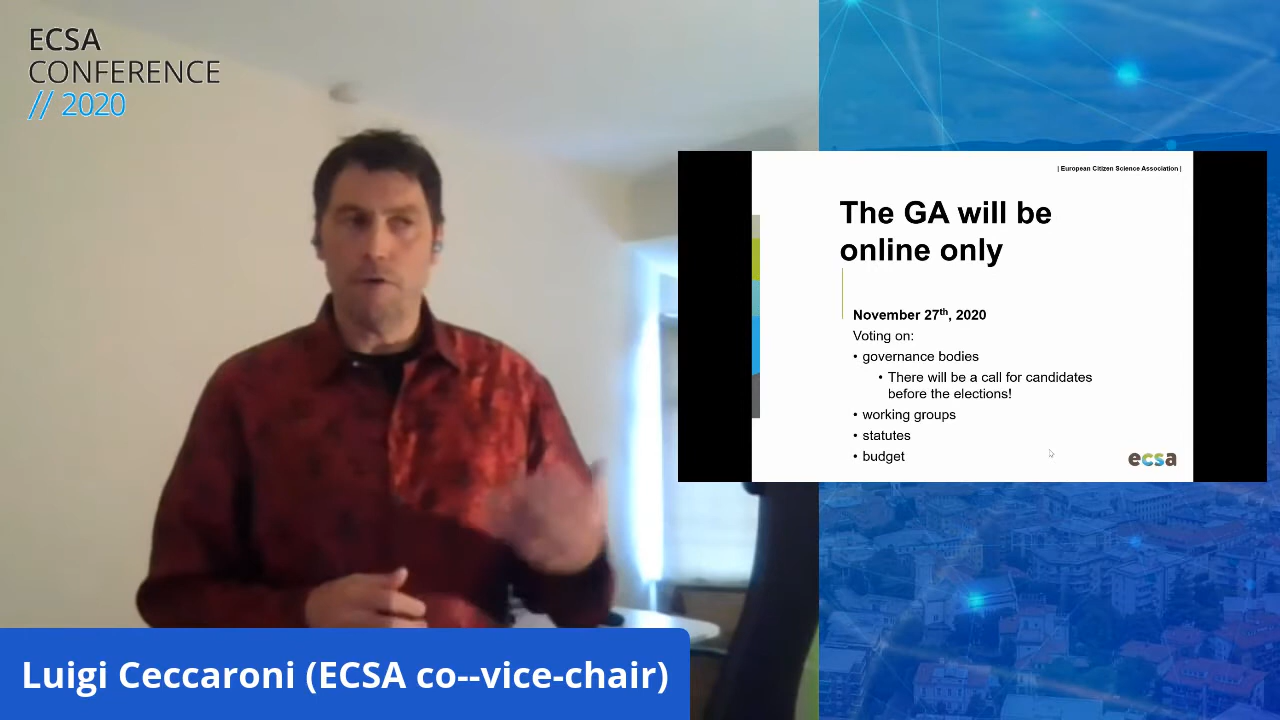 ECSA
CONFERENCE
// 2020
| European Citizen Science Association |
The GA will be
online only
November 27th, 2020
Voting on:
• governance bodies
• There will be a call for candidates
before the elections!
• working groups
• statutes
• budget
ecsa
Luigi Ceccaroni (ECSA co--vice-chair)